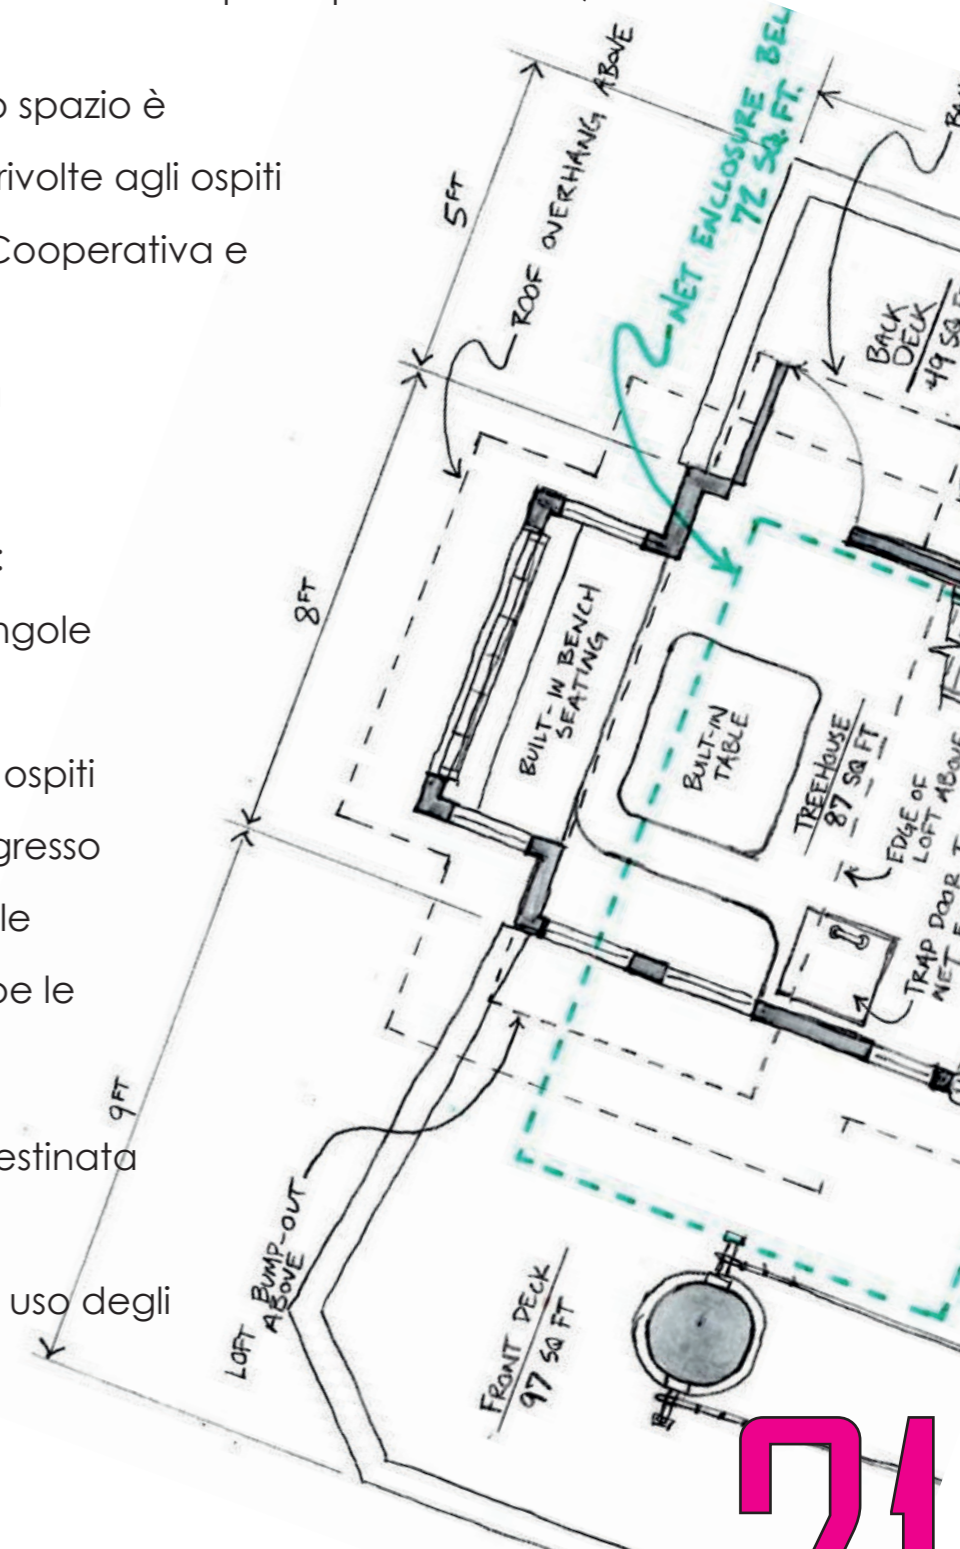 spazio è
rivolte agli ospiti
Cooperativa e
:
ngole
ospiti
gresso
le
pe le
estinata
uso degli
5FT
8FT
9FT
ROOF OVERHANG ABOVE
NET ENCLOSURE BEL
72 SQ.FT.
BACK
DECK
49 SQ F
BUILT-IN BENCH
SEATING
BUILT-IN
TABLE
TREEHOUSE
87 SQ FT
EDGE OF
LOFT ABOVE
TRAP DOOR T
NET E
LOFT BUMP-OUT
ABOVE
FRONT DECK
97 SQ FT
21